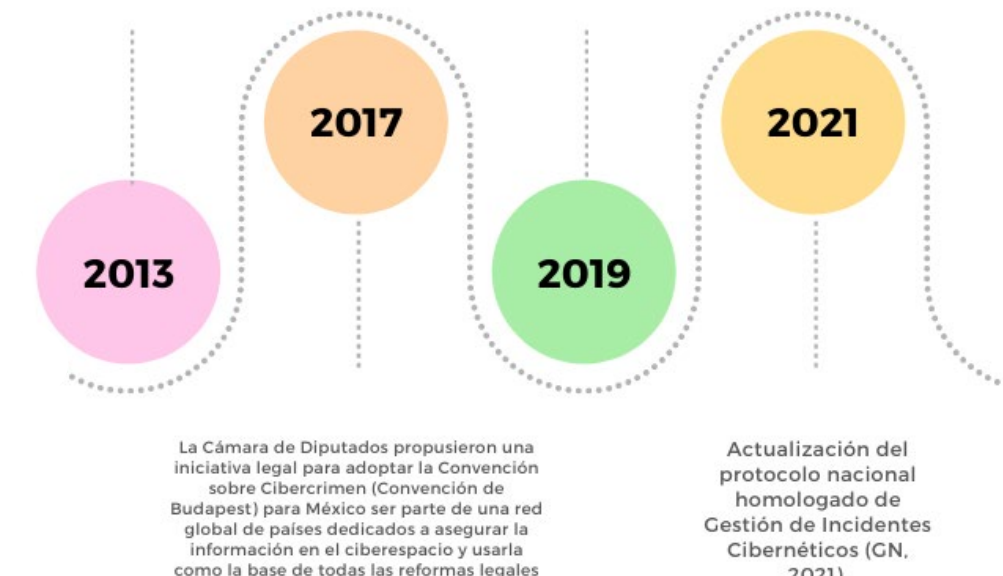 2013
2017
2019
2021
La Cámara de Diputados propusieron una
iniciativa legal para adoptar la Convención
sobre Cibercrimen (Convención de
Budapest) para México ser parte de una red
global de países dedicados a asegurar la
información en el ciberespacio y usarla
como la base de todas las reformas legales
Actualización del
protocolo nacional
homologado de
Gestión de Incidentes
Cibernéticos (GN,
2021)